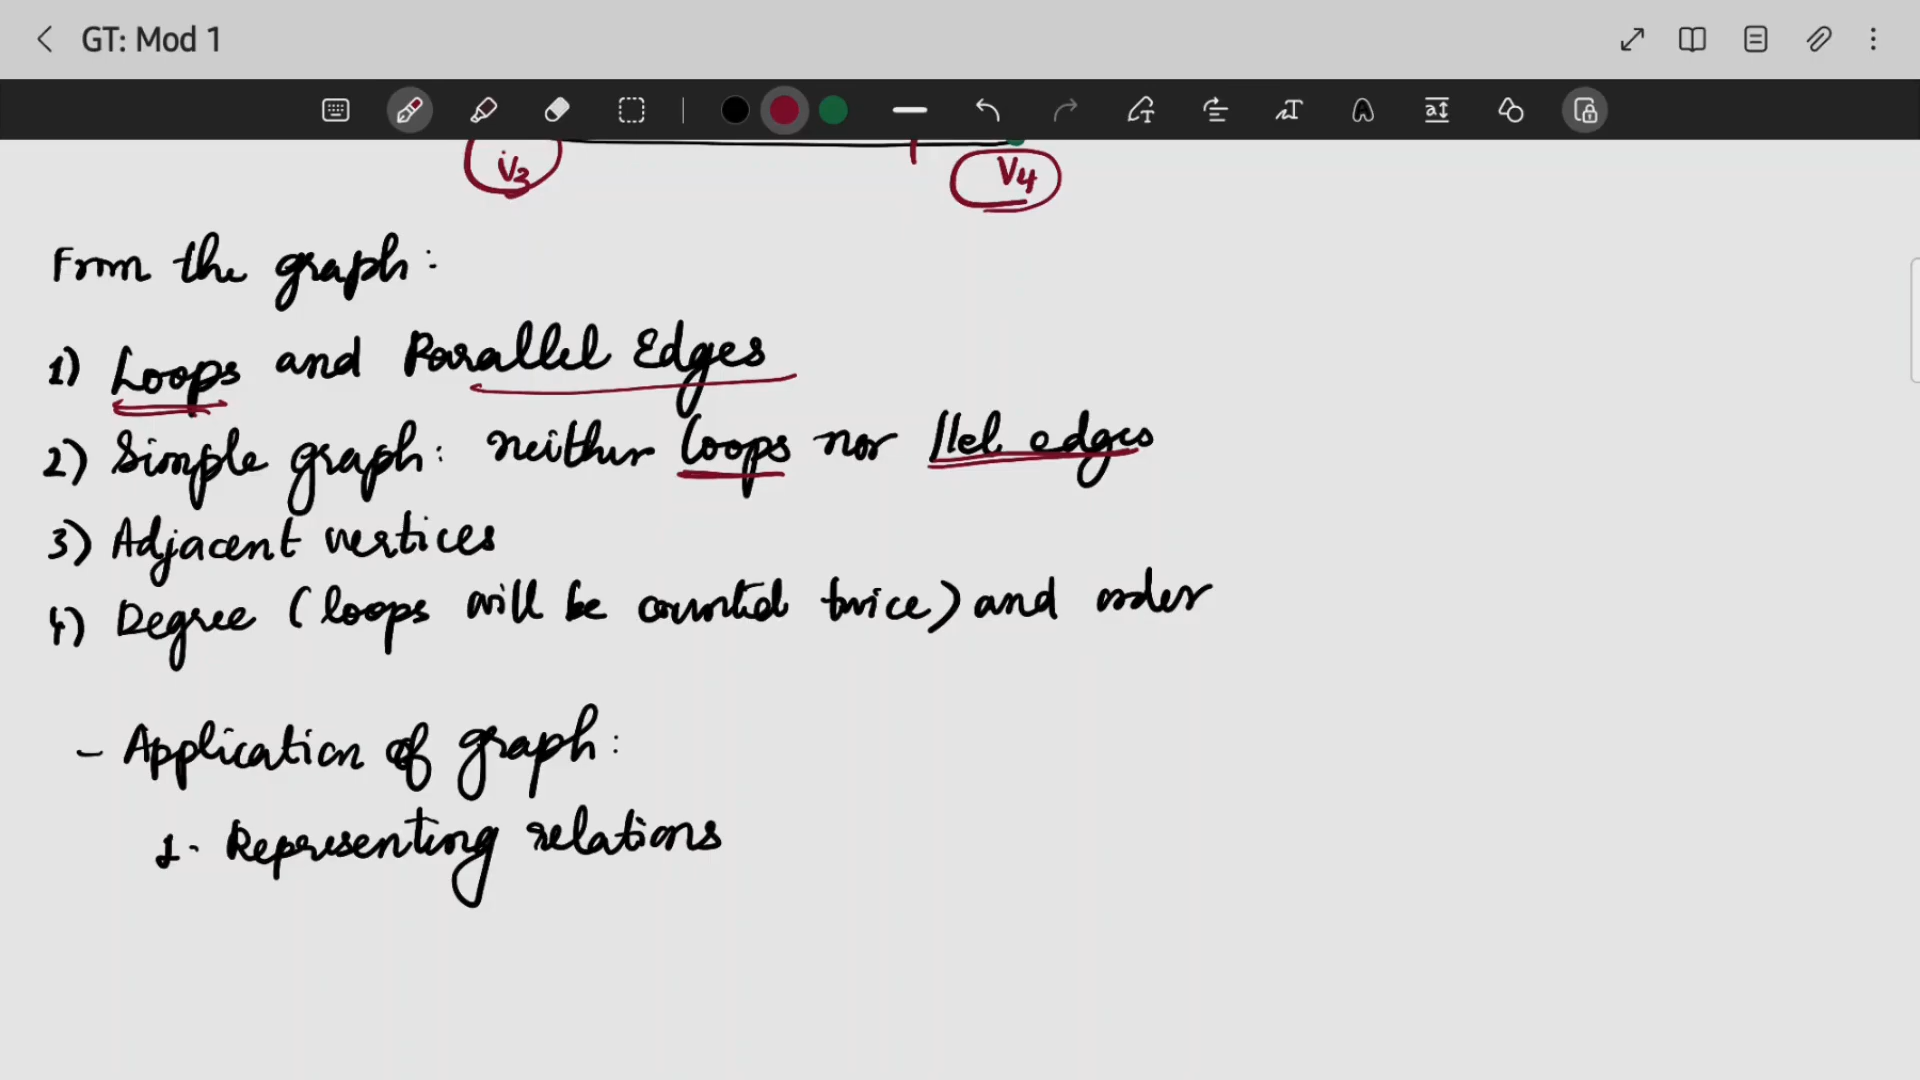 GT: Mod 1
V3
V4
From the graph:
1) Loops and Parallel Edges
2) Simple graph: neither loops nor llel edges
3) Adjacent vertices
4) Degree (loops will be counted twice) and order
- Application of graph:
1. Representing relations